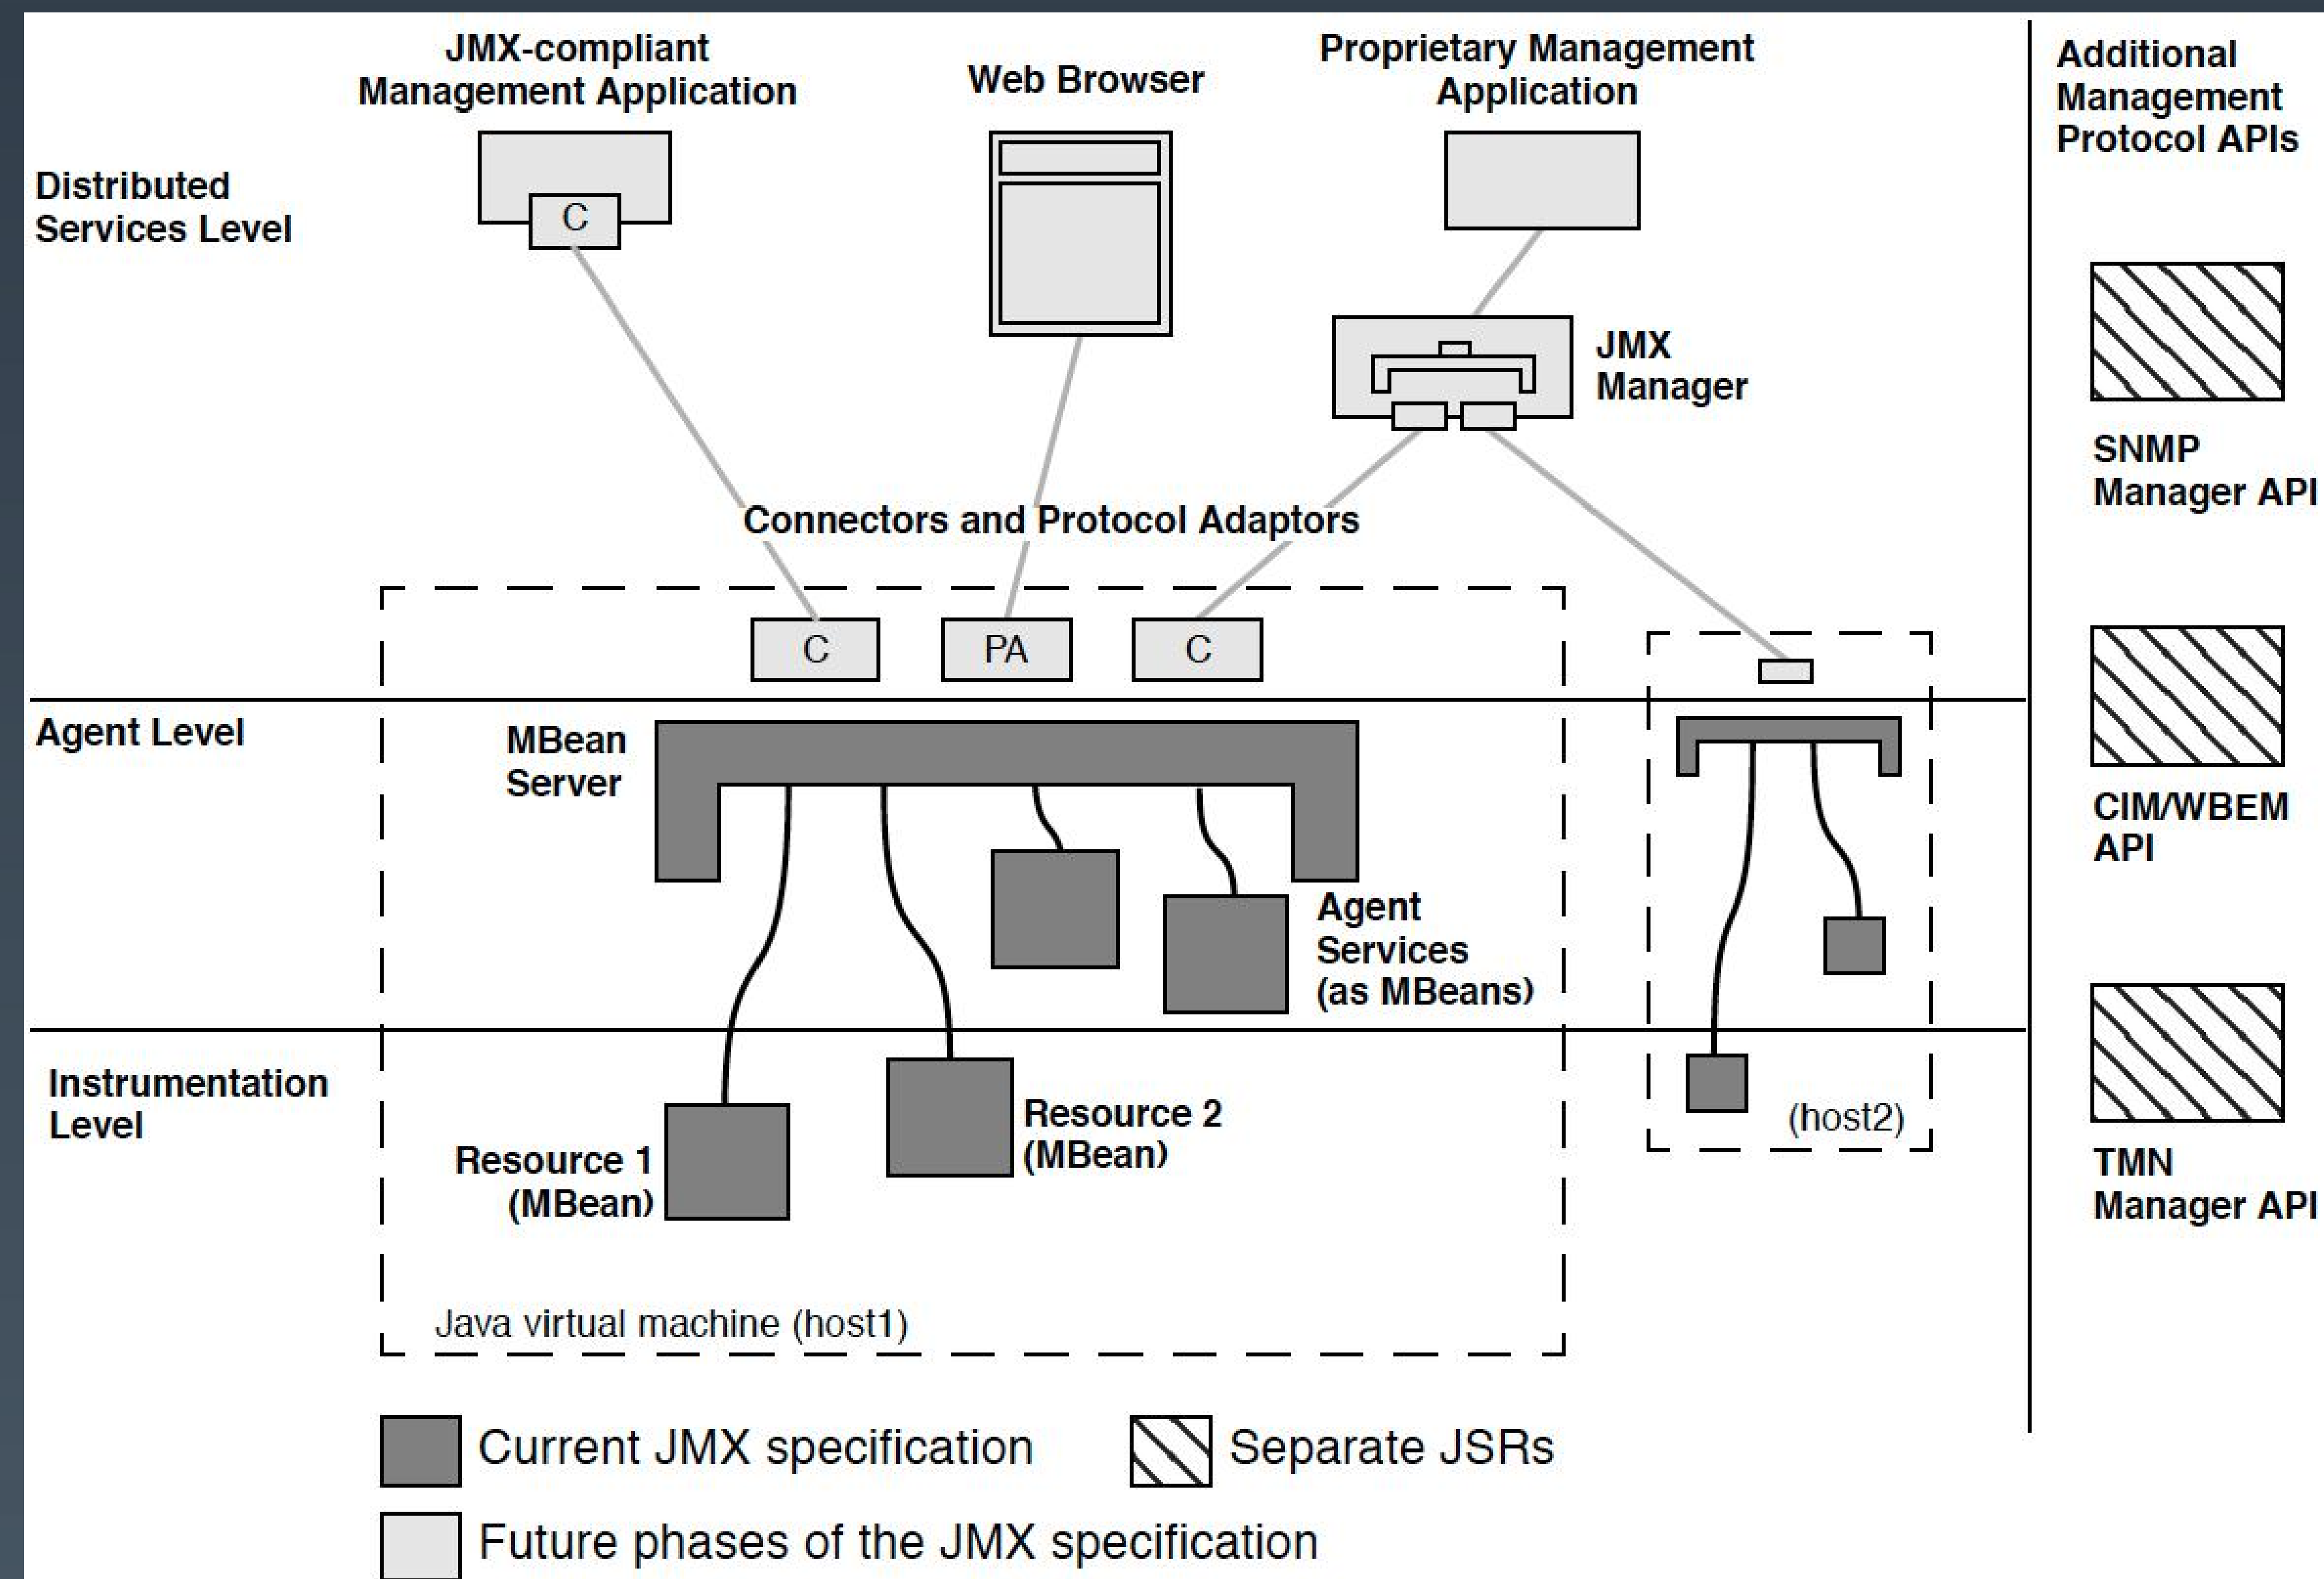 JMX-compliant
Management Application
Web Browser
Proprietary Management
Application
Additional
Management
Protocol APIs
Distributed
Services Level
C
JMX
Manager
SNMP
Manager API
Connectors and Protocol Adaptors
C
PA
C
Agent Level
MBean
Server
CIM/WBEM
API
Agent
Services
(as MBeans)
Instrumentation
Level
Resource 1
(MBean)
Resource 2
(MBean)
(host2)
TMN
Manager API
Java virtual machine (host1)
Current JMX specification
Separate JSRs
Future phases of the JMX specification